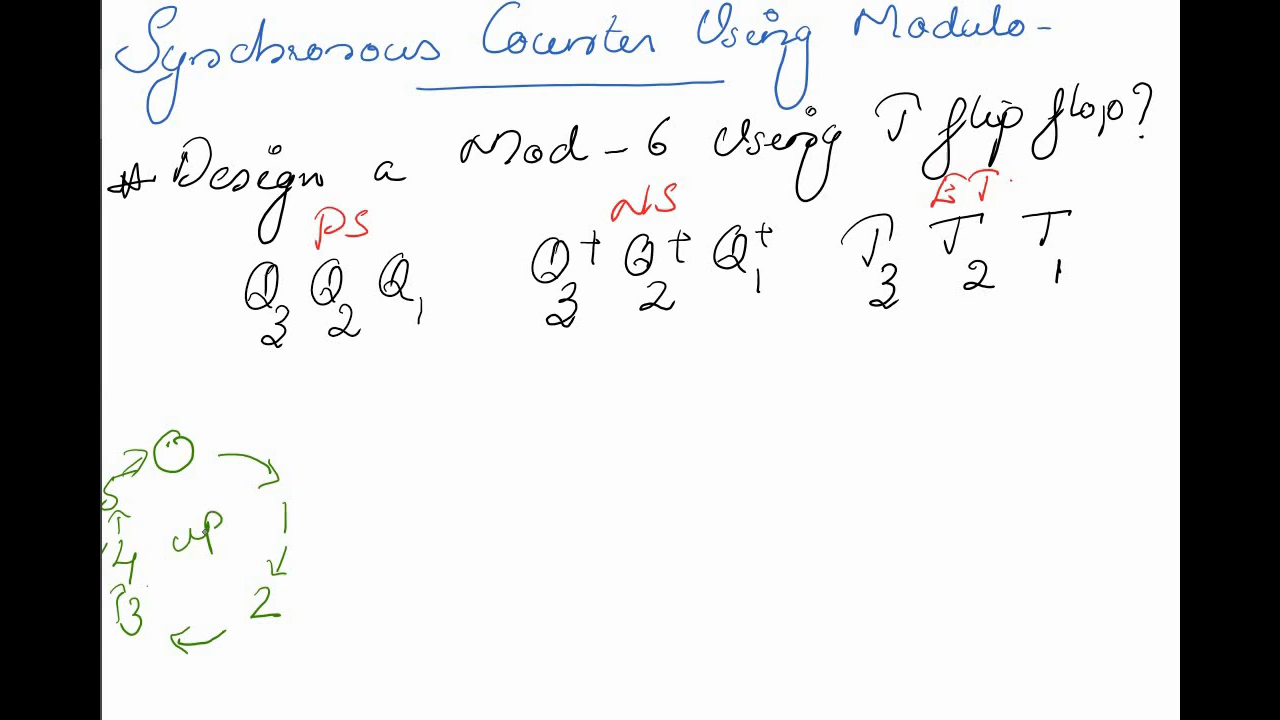 Synchronous Counter Using Modulo-
* Design a Mod-6 Using T flip flop?
PS NS ET.
Q3 Q2 Q1 Q3+ Q2+ Q1+ T3 T2 T1
0
5 1
4 up
3 2